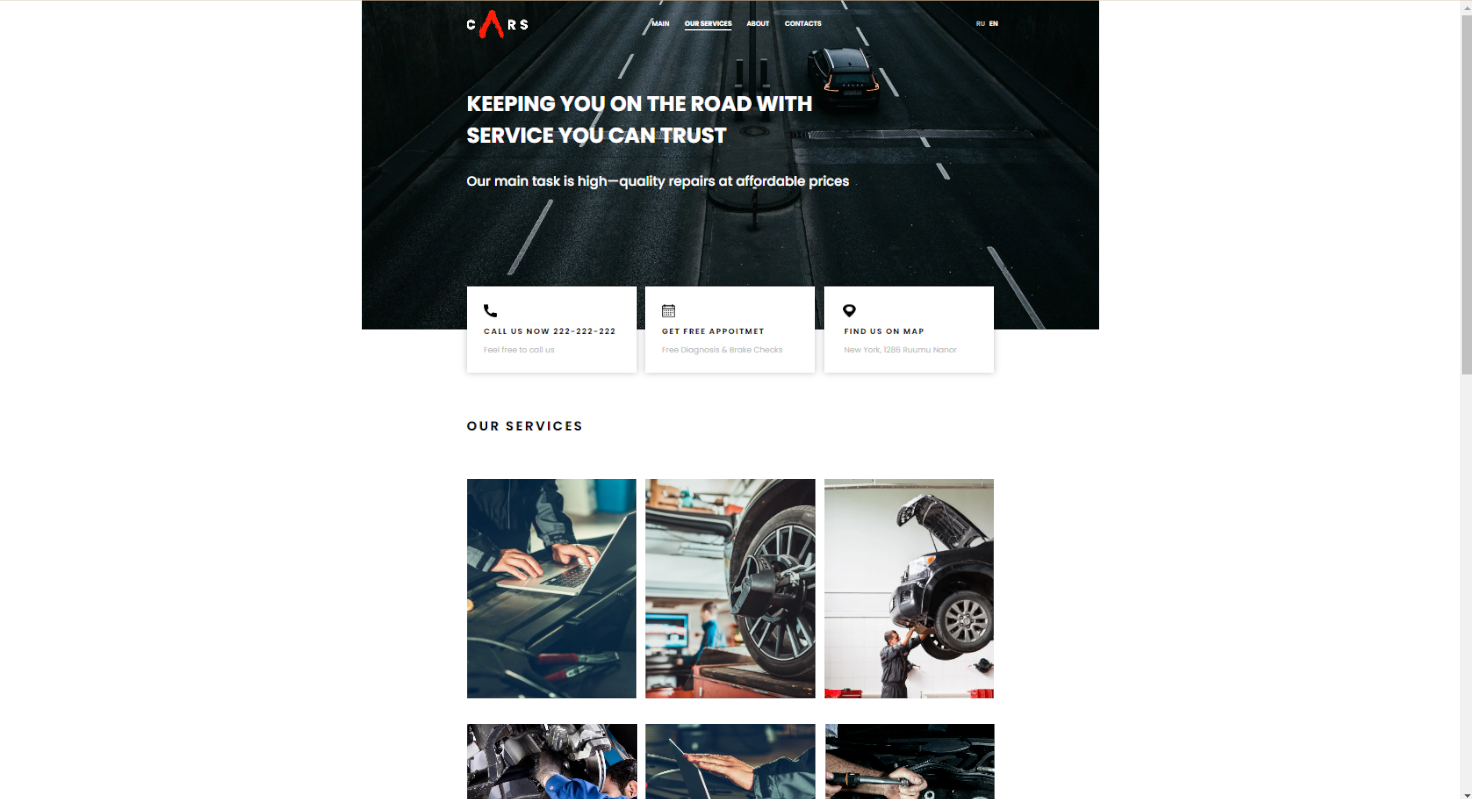 CARS
MAIN OUR SERVICES ABOUT CONTACTS
RU EN
KEEPING YOU ON THE ROAD WITH
SERVICE YOU CAN TRUST
Our main task is high—quality repairs at affordable prices
CALL US NOW 222-222-222
Feel free to call us
GET FREE APPOITMET
Free Diagnosis & Brake Checks
FIND US ON MAP
New York, 1286 Ruumu Nanor
OUR SERVICES